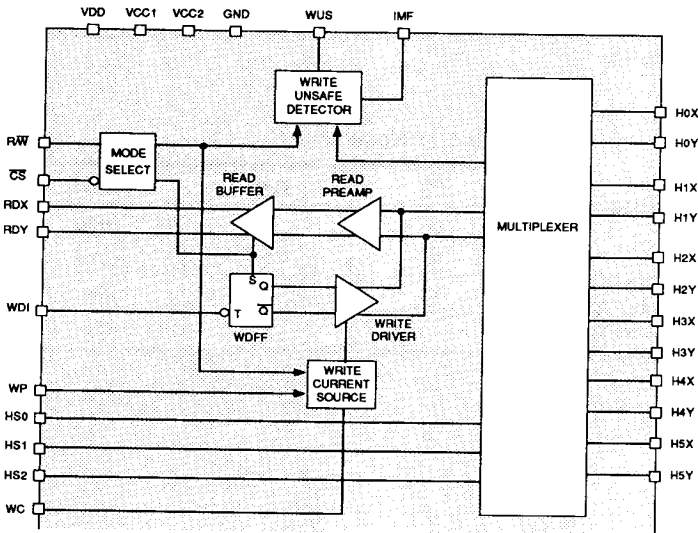 VDD VCC1 VCC2 GND WUS IMF
WRITE
UNSAFE
DETECTOR
R/W̅
MODE
SELECT
C̅S̅
RDX
RDY
READ
BUFFER
READ
PREAMP
MULTIPLEXER
S Q
T Q̅
WDFF
WDI
WRITE
DRIVER
WRITE
CURRENT
SOURCE
WP
HS0
HS1
HS2
WC
H0X
H0Y
H1X
H1Y
H2X
H2Y
H3X
H3Y
H4X
H4Y
H5X
H5Y